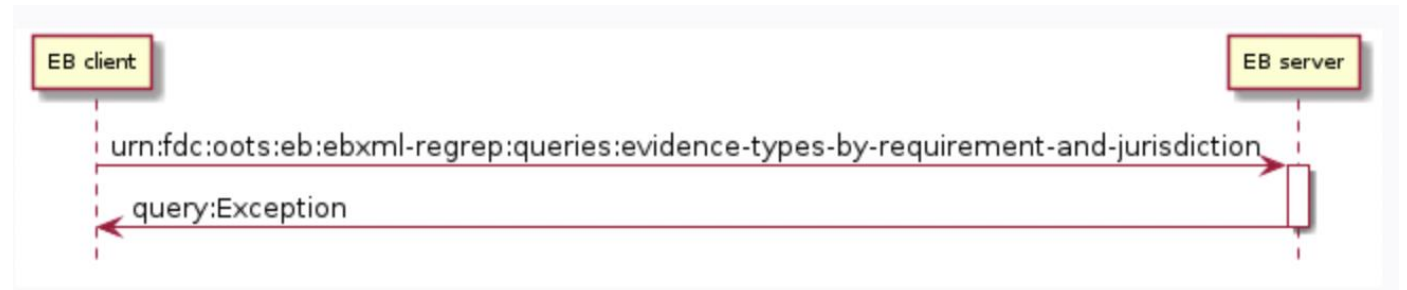 EB client
EB server
urn:fdc:oots:eb:ebxml-regrep:queries:evidence-types-by-requirement-and-jurisdiction
query:Exception